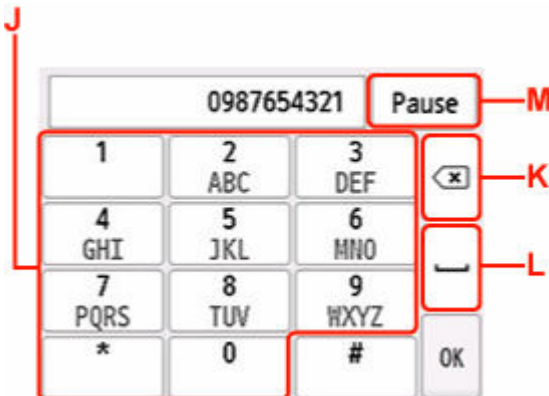 J
0987654321 Pause M
1 2 3
ABC DEF K
4 5 6
GHI JKL MNO
L
7 8 9
PQRS TUV WXYZ
* 0 # OK